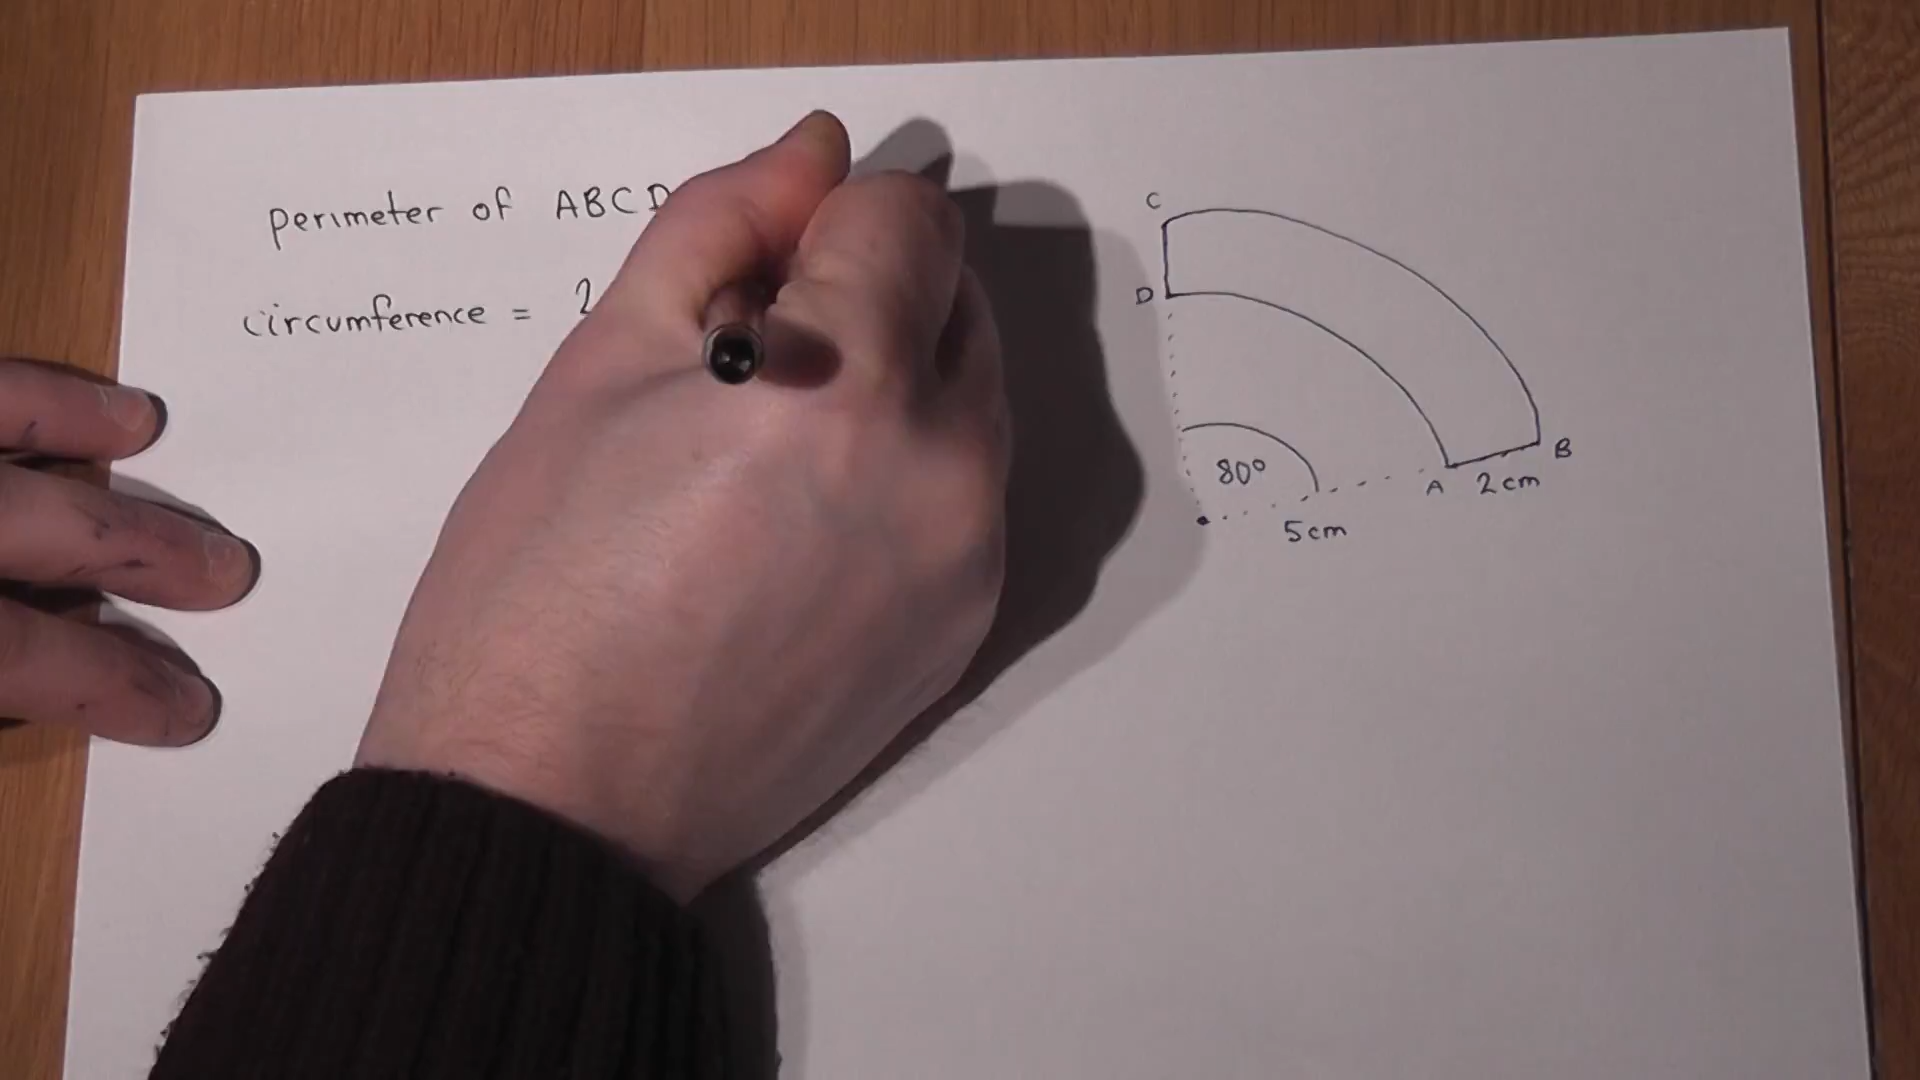 perimeter of ABCD
circumference = 2
C
D
80°
5cm
A
2cm
B